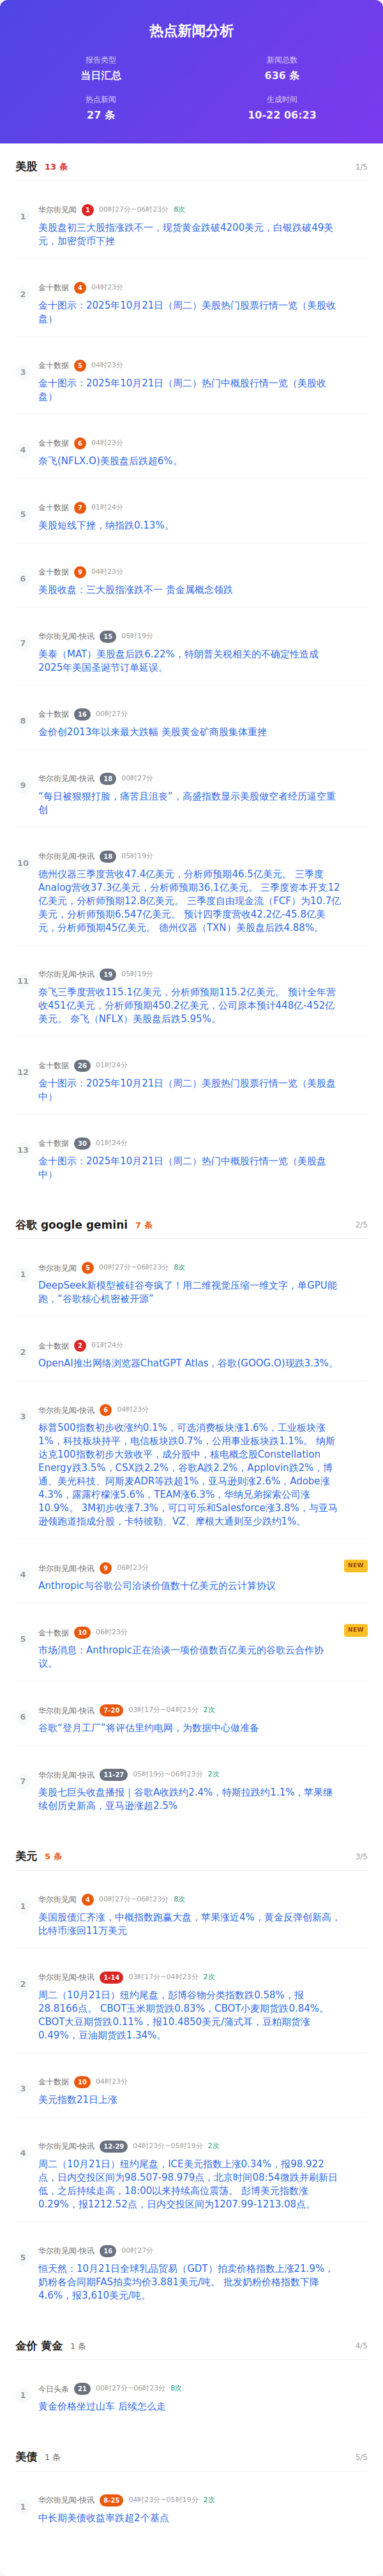 热点新闻分析
报告类型
新闻总数
当日汇总
636 条
热点新闻
生成时间
27 条
10-22 06:23
美股 13 条 1/5
1
华尔街见闻 1 00时27分~06时23分 8次
美股盘初三大股指涨跌不一，现货黄金跌破4200美元，白银跌破49美
元，加密货币下挫
2
金十数据 4 04时23分
金十图示：2025年10月21日（周二）美股热门股票行情一览（美股收
盘）
3
金十数据 5 04时23分
金十图示：2025年10月21日（周二）热门中概股行情一览（美股收
盘）
4
金十数据 6 04时23分
奈飞(NFLX.O)美股盘后跌超6%。
5
金十数据 7 01时24分
美股短线下挫，纳指跌0.13%。
6
金十数据 9 04时23分
美股收盘：三大股指涨跌不一 贵金属概念领跌
7
华尔街见闻-快讯 15 05时19分
美泰（MAT）美股盘后跌6.22%，特朗普关税相关的不确定性造成
2025年美国圣诞节订单延误。
8
金十数据 16 00时27分
金价创2013年以来最大跌幅 美股黄金矿商股集体重挫
9
华尔街见闻-快讯 18 00时27分
“每日被狠狠打脸，痛苦且沮丧”，高盛指数显示美股做空者经历逼空重
创
10
华尔街见闻-快讯 18 05时19分
德州仪器三季度营收47.4亿美元，分析师预期46.5亿美元。 三季度
Analog营收37.3亿美元，分析师预期36.1亿美元。 三季度资本开支12
亿美元，分析师预期12.8亿美元。 三季度自由现金流（FCF）为10.7亿
美元，分析师预期6.547亿美元。 预计四季度营收42.2亿-45.8亿美
元，分析师预期45亿美元。 德州仪器（TXN）美股盘后跌4.88%。
11
华尔街见闻-快讯 19 05时19分
奈飞三季度营收115.1亿美元，分析师预期115.2亿美元。 预计全年营
收451亿美元，分析师预期450.2亿美元，公司原本预计448亿-452亿
美元。 奈飞（NFLX）美股盘后跌5.95%。
12
金十数据 26 01时24分
金十图示：2025年10月21日（周二）美股热门股票行情一览（美股盘
中）
13
金十数据 30 01时24分
金十图示：2025年10月21日（周二）热门中概股行情一览（美股盘
中）
谷歌 google gemini 7 条 2/5
1
华尔街见闻 5 00时27分~06时23分 8次
DeepSeek新模型被硅谷夸疯了！用二维视觉压缩一维文字，单GPU能
跑，“谷歌核心机密被开源”
2
金十数据 2 01时24分
OpenAI推出网络浏览器ChatGPT Atlas，谷歌(GOOG.O)现跌3.3%。
3
华尔街见闻-快讯 6 04时23分
标普500指数初步收涨约0.1%，可选消费板块涨1.6%，工业板块涨
1%，科技板块持平，电信板块跌0.7%，公用事业板块跌1.1%。 纳斯
达克100指数初步大致收平，成分股中，核电概念股Constellation
Energy跌3.5%，CSX跌2.2%，谷歌A跌2.2%，Applovin跌2%，博
通、美光科技、阿斯麦ADR等跌超1%，亚马逊则涨2.6%，Adobe涨
4.3%，露露柠檬涨5.6%，TEAM涨6.3%，华纳兄弟探索公司涨
10.9%。 3M初步收涨7.3%，可口可乐和Salesforce涨3.8%，与亚马
逊领跑道指成分股，卡特彼勒、VZ、摩根大通则至少跌约1%。
4
华尔街见闻-快讯 9 06时23分
NEW
Anthropic与谷歌公司洽谈价值数十亿美元的云计算协议
5
金十数据 10 06时23分
NEW
市场消息：Anthropic正在洽谈一项价值数百亿美元的谷歌云合作协
议。
6
华尔街见闻-快讯 7-20 03时17分~04时23分 2次
谷歌“登月工厂”将评估里约电网，为数据中心做准备
7
华尔街见闻-快讯 11-27 05时19分~06时23分 2次
美股七巨头收盘播报｜谷歌A收跌约2.4%，特斯拉跌约1.1%，苹果继
续创历史新高，亚马逊涨超2.5%
美元 5 条 3/5
1
华尔街见闻 4 00时27分~06时23分 8次
美国股债汇齐涨，中概指数跑赢大盘，苹果涨近4%，黄金反弹创新高，
比特币涨回11万美元
2
华尔街见闻-快讯 1-14 03时17分~04时23分 2次
周二（10月21日）纽约尾盘，彭博谷物分类指数跌0.58%，报
28.8166点。 CBOT玉米期货跌0.83%，CBOT小麦期货跌0.84%。
CBOT大豆期货跌0.11%，报10.4850美元/蒲式耳，豆粕期货涨
0.49%，豆油期货跌1.34%。
3
金十数据 10 04时23分
美元指数21日上涨
4
华尔街见闻-快讯 12-29 04时23分~05时19分 2次
周二（10月21日）纽约尾盘，ICE美元指数上涨0.34%，报98.922
点，日内交投区间为98.507-98.979点，北京时间08:54微跌并刷新日
低，之后持续走高，18:00以来持续高位震荡。 彭博美元指数涨
0.29%，报1212.52点，日内交投区间为1207.99-1213.08点。
5
华尔街见闻-快讯 16 00时27分
恒天然：10月21日全球乳品贸易（GDT）拍卖价格指数上涨21.9%，
奶粉各合同期FAS拍卖均价3.881美元/吨。 批发奶粉价格指数下降
4.6%，报3,610美元/吨。
金价 黄金 1 条 4/5
1
今日头条 21 00时27分~06时23分 8次
黄金价格坐过山车 后续怎么走
美债 1 条 5/5
1
华尔街见闻-快讯 8-25 04时23分~05时19分 2次
中长期美债收益率跌超2个基点